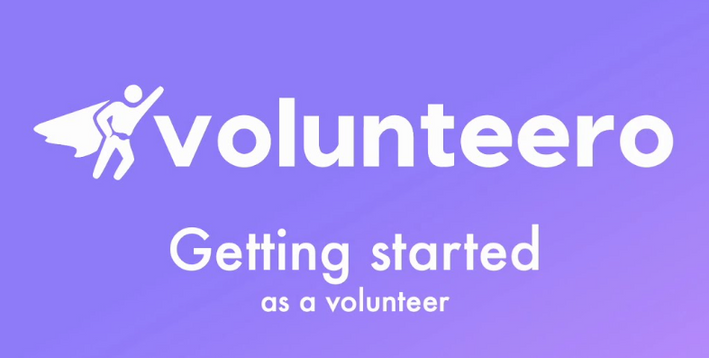 volunteero
Getting started
as a volunteer